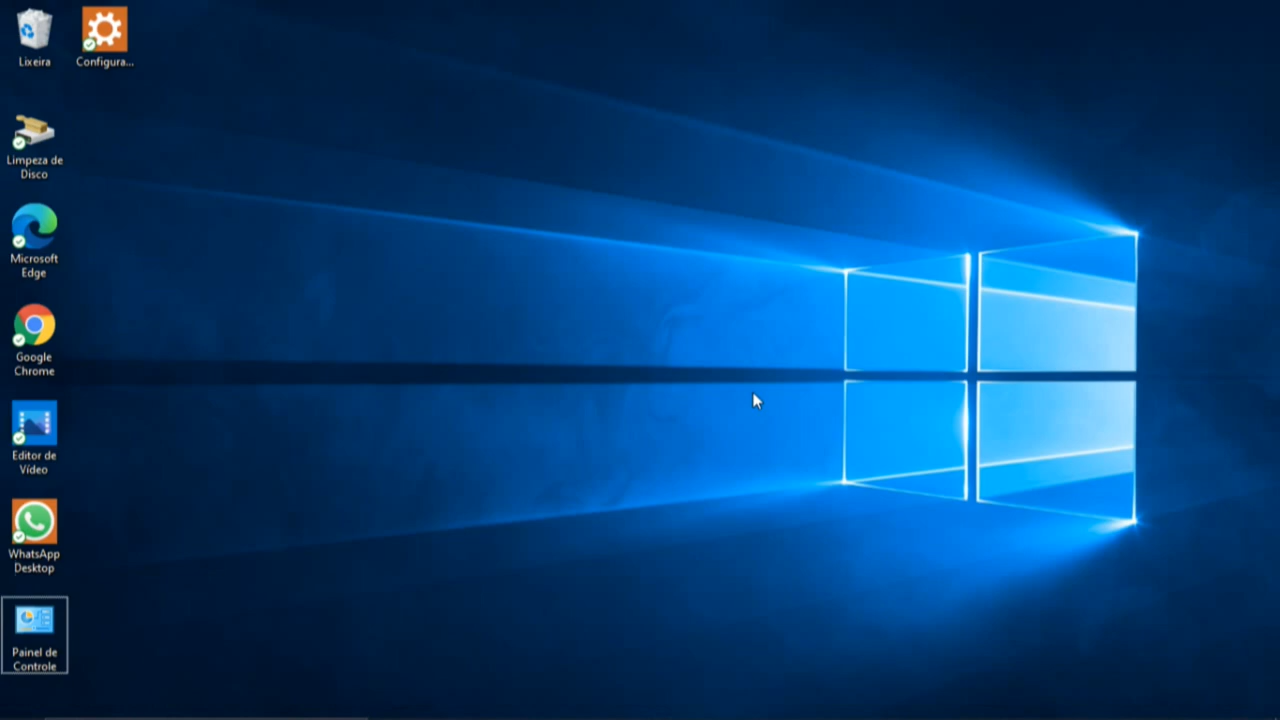 Lixeira
Configura...
Limpeza de
Disco
Microsoft
Edge
Google
Chrome
Editor de
Vídeo
WhatsApp
Desktop
Painel de
Controle